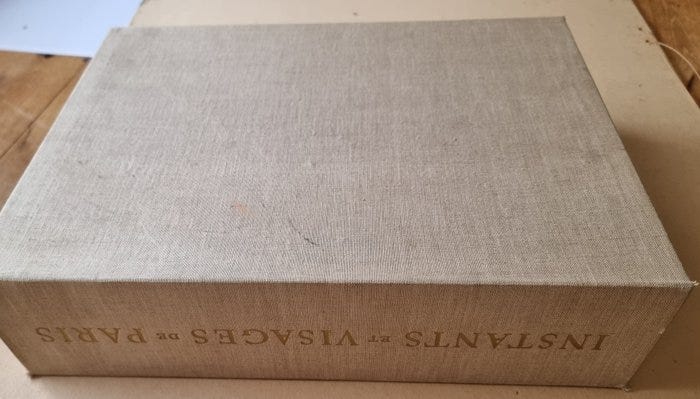 INSTANTS ET VISAGES DE PARIS